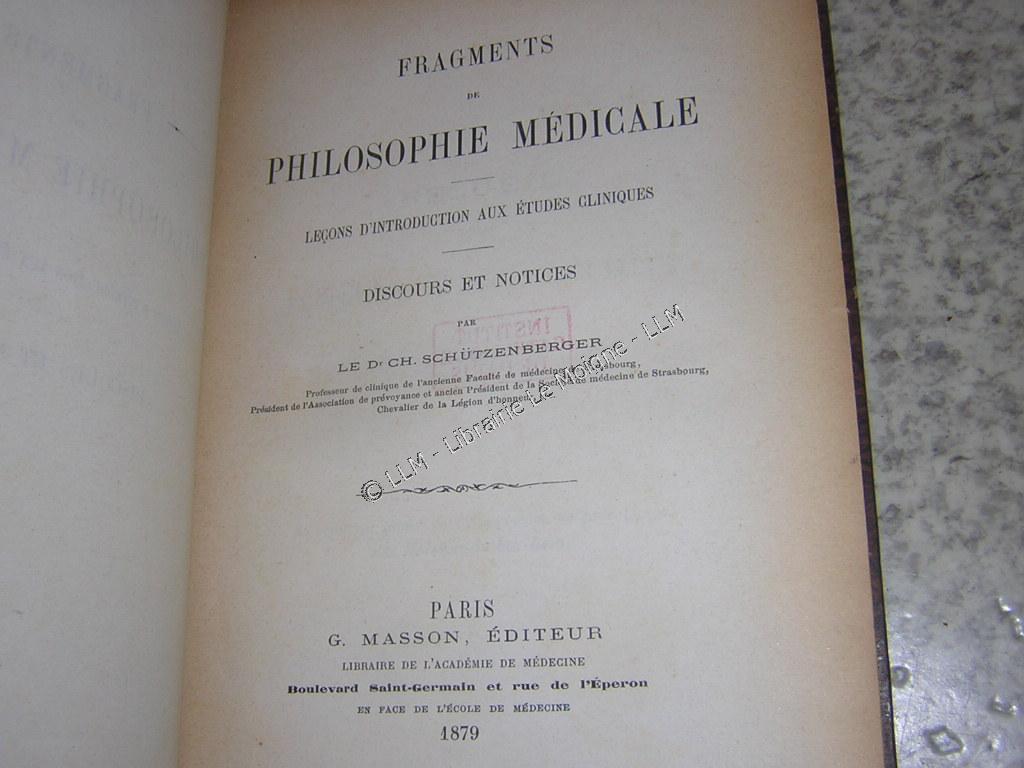 FRAGMENTS
DE
PHILOSOPHIE MÉDICALE
LEÇONS D'INTRODUCTION AUX ÉTUDES CLINIQUES
DISCOURS ET NOTICES
PAR
LE Dr CH. SCHÜTZENBERGER
Professeur de clinique de l'ancienne Faculté de médecine de Strasbourg,
Président de l'Association de prévoyance et ancien Président de la Société de médecine de Strasbourg,
Chevalier de la Légion d'honneur.
© LLM - Librairie Le Moigne - LLM
PARIS
G. MASSON, ÉDITEUR
LIBRAIRE DE L'ACADÉMIE DE MÉDECINE
Boulevard Saint-Germain et rue de l'Éperon
EN FACE DE L'ÉCOLE DE MÉDECINE
1879